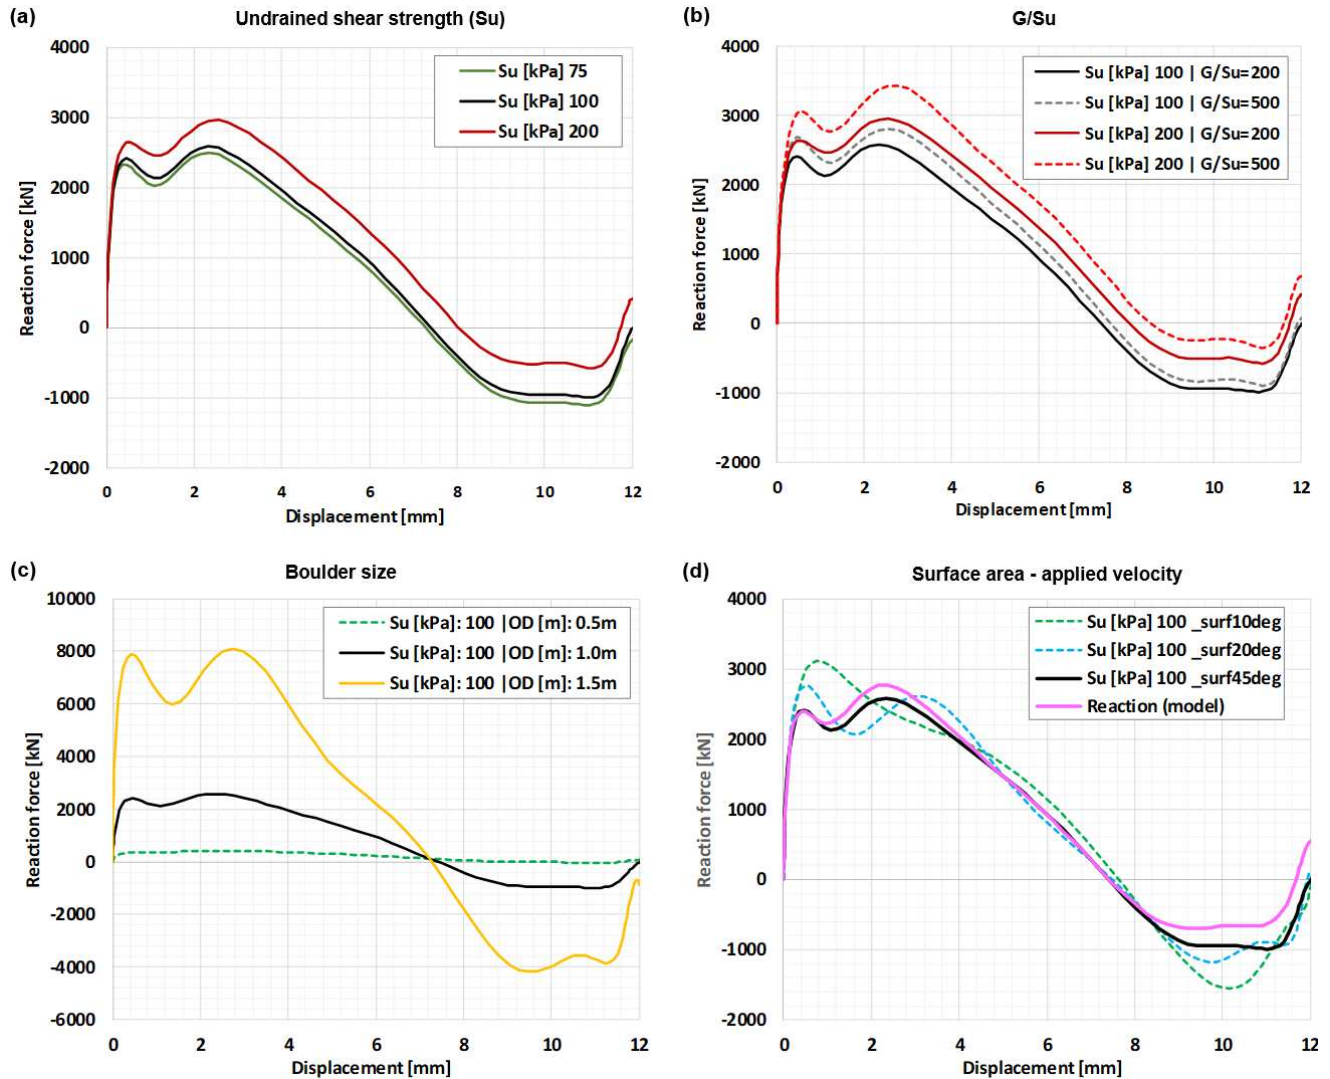 (a)
Undrained shear strength (Su)
4000
3000
2000
1000
0
-1000
-2000
Reaction force [kN]
Su [kPa] 75
Su [kPa] 100
Su [kPa] 200
0 2 4 6 8 10 12
Displacement [mm]
(b)
G/Su
4000
3000
2000
1000
0
-1000
-2000
Reaction force [kN]
Su [kPa] 100 | G/Su=200
Su [kPa] 100 | G/Su=500
Su [kPa] 200 | G/Su=200
Su [kPa] 200 | G/Su=500
0 2 4 6 8 10 12
Displacement [mm]
(c)
Boulder size
10000
8000
6000
4000
2000
0
-2000
-4000
-6000
Reaction force [kN]
Su [kPa]: 100 |OD [m]: 0.5m
Su [kPa]: 100 |OD [m]: 1.0m
Su [kPa]: 100 |OD [m]: 1.5m
0 2 4 6 8 10 12
Displacement [mm]
(d)
Surface area - applied velocity
4000
3000
2000
1000
0
-1000
-2000
Reaction force [kN]
Su [kPa] 100 _surf10deg
Su [kPa] 100 _surf20deg
Su [kPa] 100 _surf45deg
Reaction (model)
0 2 4 6 8 10 12
Displacement [mm]